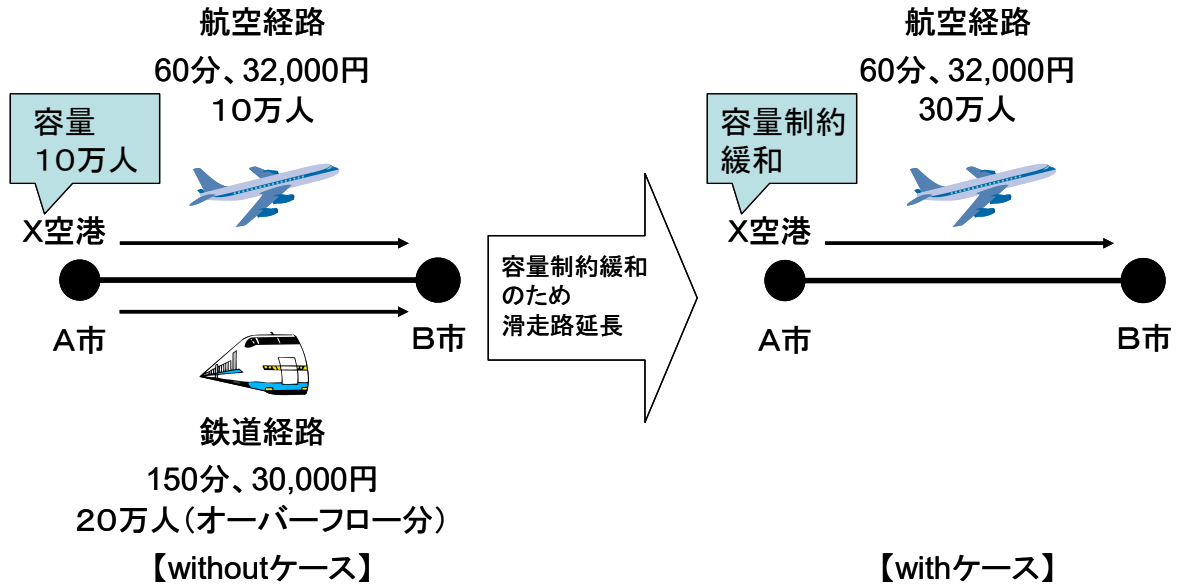 航空経路
60分、32,000円
10万人
容量
10万人
X空港
A市
B市
鉄道経路
150分、30,000円
20万人（オーバーフロー分）
【withoutケース】
容量制約緩和
のため
滑走路延長
航空経路
60分、32,000円
30万人
容量制約
緩和
X空港
A市
B市
【withケース】